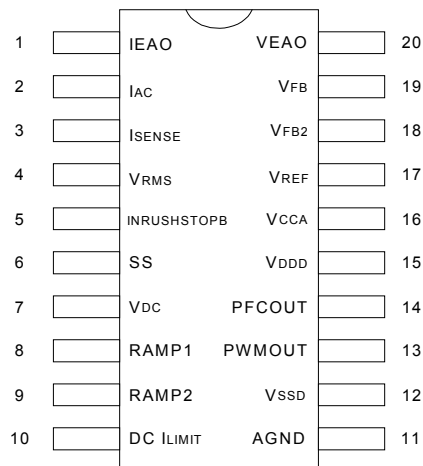 1 IEAO VEAO 20
2 IAC VFB 19
3 ISENSE VFB2 18
4 VRMS VREF 17
5 INRUSHSTOPB VCCA 16
6 SS VDDD 15
7 VDC PFCOUT 14
8 RAMP1 PWMOUT 13
9 RAMP2 VSSD 12
10 DC ILIMIT AGND 11